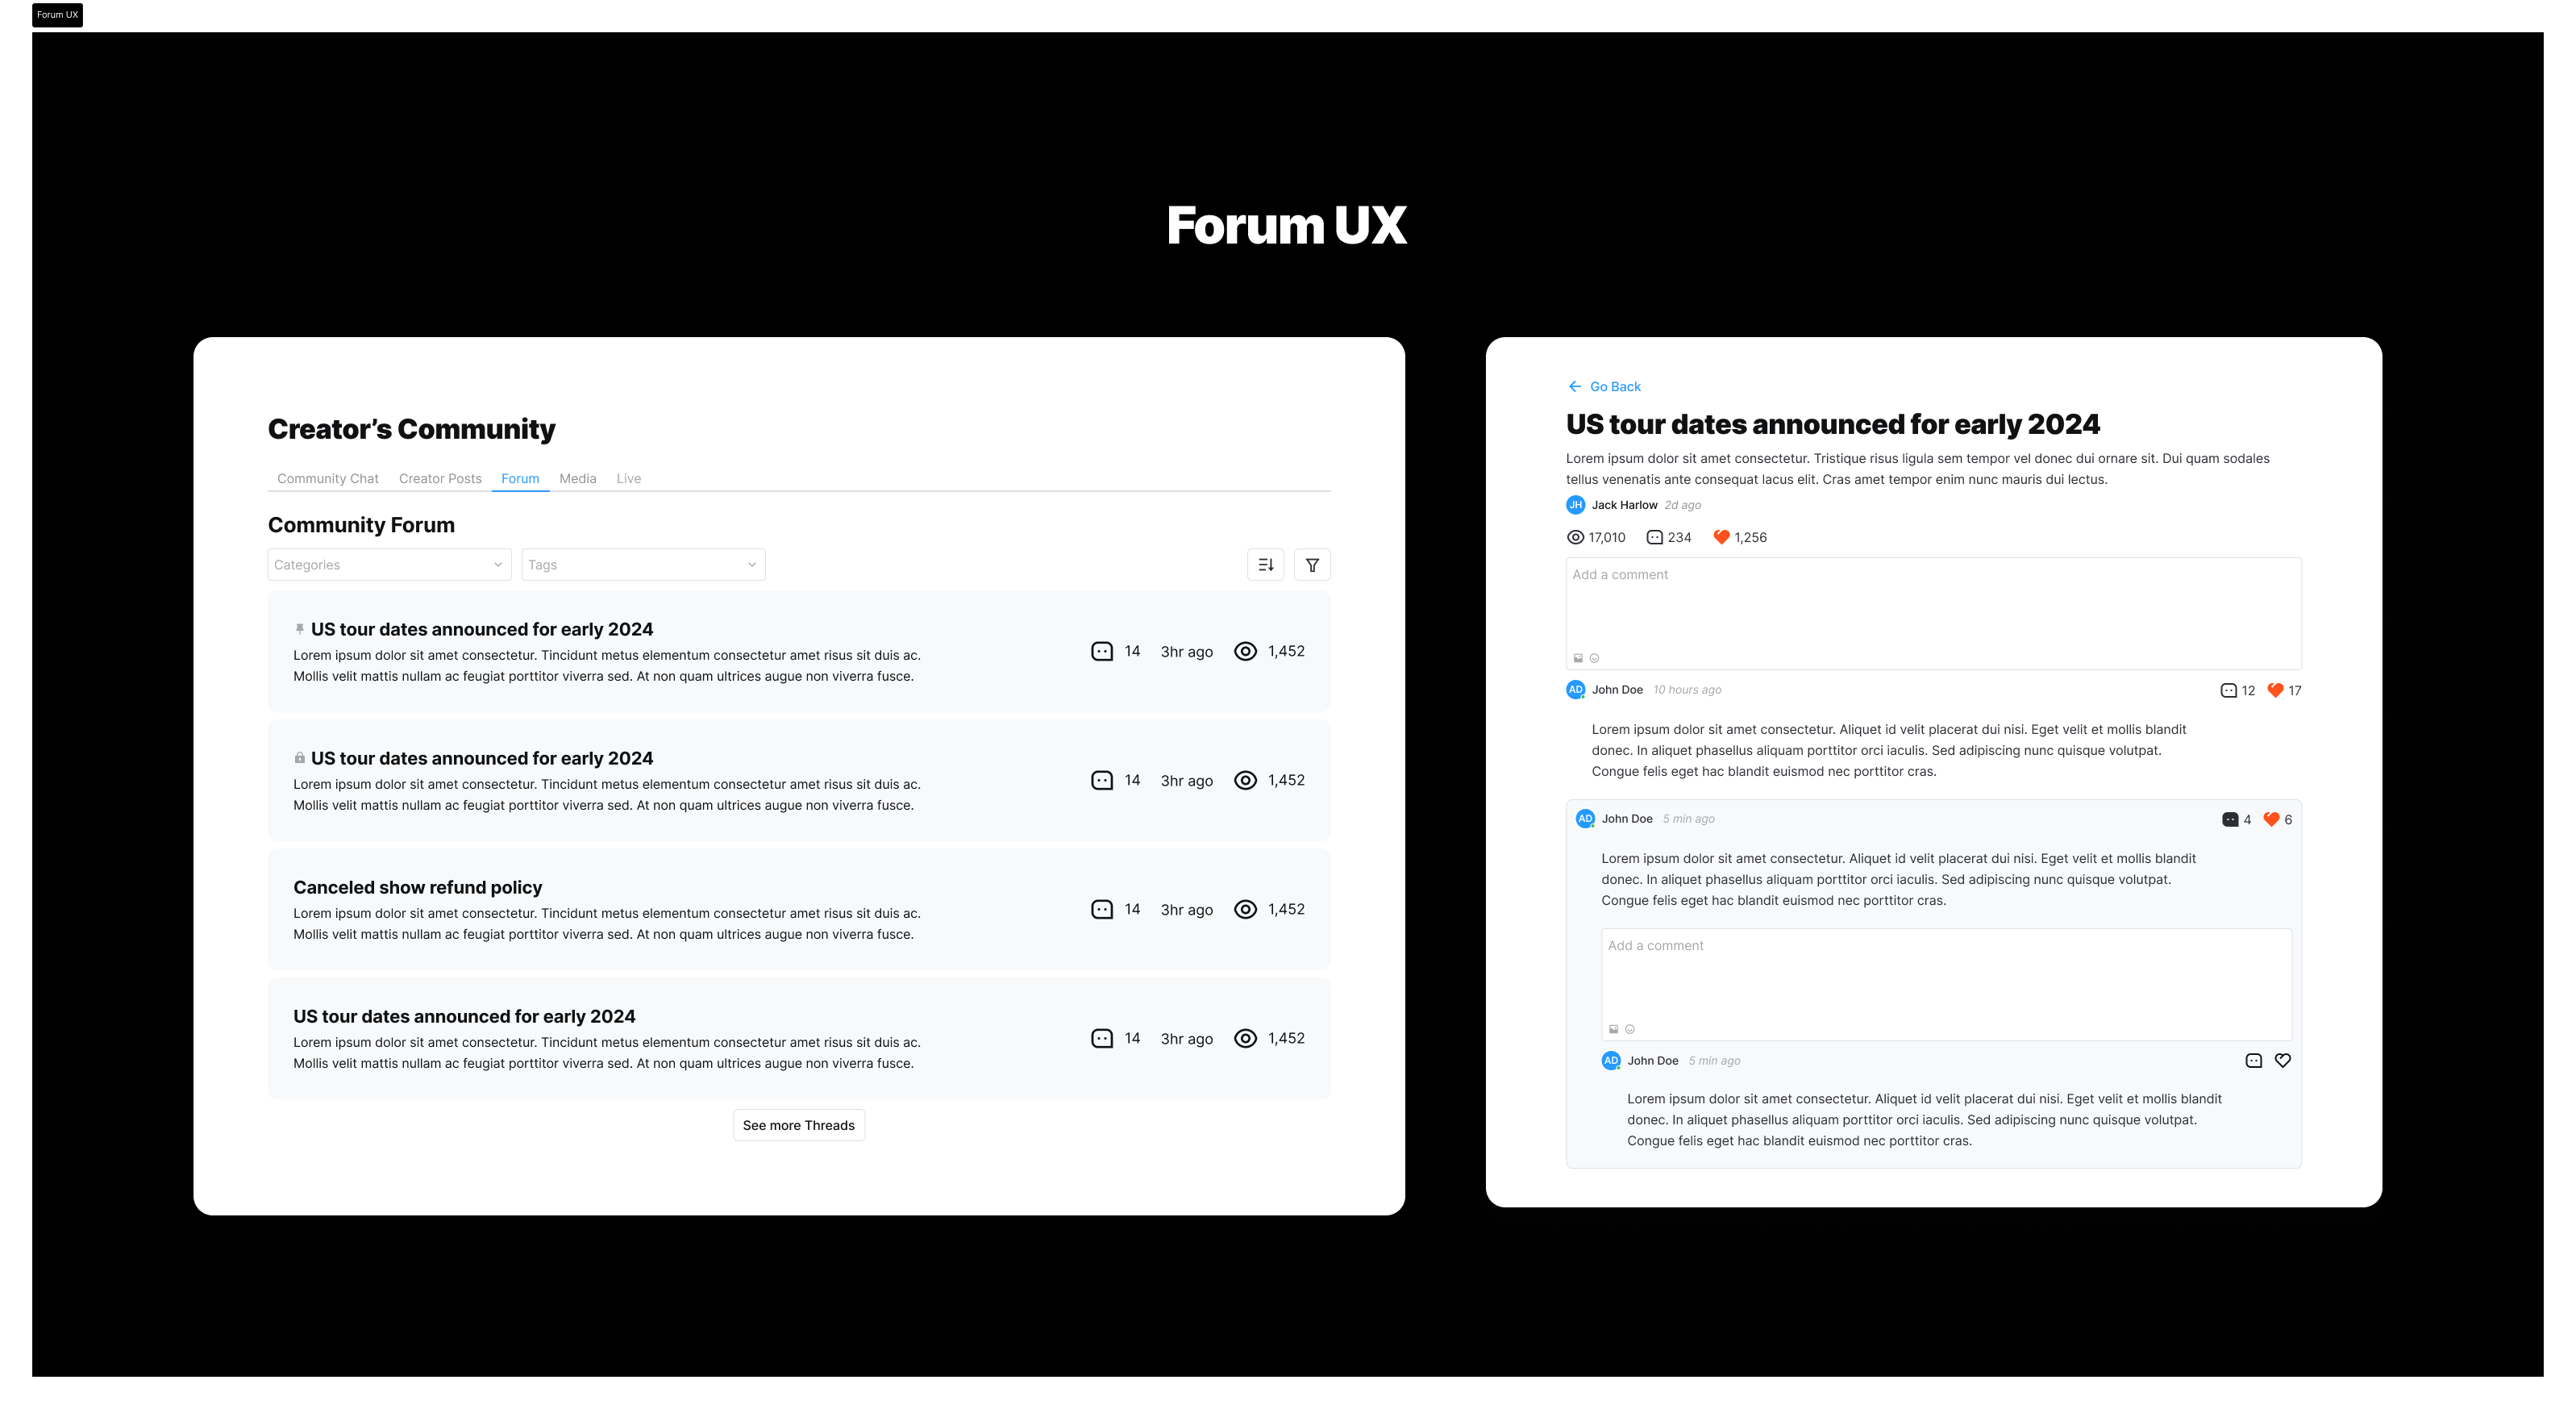 Forum UX
Forum UX
Creator’s Community
Community Chat Creator Posts Forum Media Live
Community Forum
Categories Tags
US tour dates announced for early 2024
Lorem ipsum dolor sit amet consectetur. Tincidunt metus elementum consectetur amet risus sit duis ac.
Mollis velit mattis nullam ac feugiat porttitor viverra sed. At non quam ultrices augue non viverra fusce.
14 3hr ago 1,452
US tour dates announced for early 2024
Lorem ipsum dolor sit amet consectetur. Tincidunt metus elementum consectetur amet risus sit duis ac.
Mollis velit mattis nullam ac feugiat porttitor viverra sed. At non quam ultrices augue non viverra fusce.
14 3hr ago 1,452
Canceled show refund policy
Lorem ipsum dolor sit amet consectetur. Tincidunt metus elementum consectetur amet risus sit duis ac.
Mollis velit mattis nullam ac feugiat porttitor viverra sed. At non quam ultrices augue non viverra fusce.
14 3hr ago 1,452
US tour dates announced for early 2024
Lorem ipsum dolor sit amet consectetur. Tincidunt metus elementum consectetur amet risus sit duis ac.
Mollis velit mattis nullam ac feugiat porttitor viverra sed. At non quam ultrices augue non viverra fusce.
14 3hr ago 1,452
See more Threads
Go Back
US tour dates announced for early 2024
Lorem ipsum dolor sit amet consectetur. Tristique risus ligula sem tempor vel donec dui ornare sit. Dui quam sodales
tellus venenatis ante consequat lacus elit. Cras amet tempor enim nunc mauris dui lectus.
JH Jack Harlow 2d ago
17,010 234 1,256
Add a comment
AD John Doe 10 hours ago 12 17
Lorem ipsum dolor sit amet consectetur. Aliquet id velit placerat dui nisi. Eget velit et mollis blandit
donec. In aliquet phasellus aliquam porttitor orci iaculis. Sed adipiscing nunc quisque volutpat.
Congue felis eget hac blandit euismod nec porttitor cras.
AD John Doe 5 min ago 4 6
Lorem ipsum dolor sit amet consectetur. Aliquet id velit placerat dui nisi. Eget velit et mollis blandit
donec. In aliquet phasellus aliquam porttitor orci iaculis. Sed adipiscing nunc quisque volutpat.
Congue felis eget hac blandit euismod nec porttitor cras.
Add a comment
AD John Doe 5 min ago
Lorem ipsum dolor sit amet consectetur. Aliquet id velit placerat dui nisi. Eget velit et mollis blandit
donec. In aliquet phasellus aliquam porttitor orci iaculis. Sed adipiscing nunc quisque volutpat.
Congue felis eget hac blandit euismod nec porttitor cras.